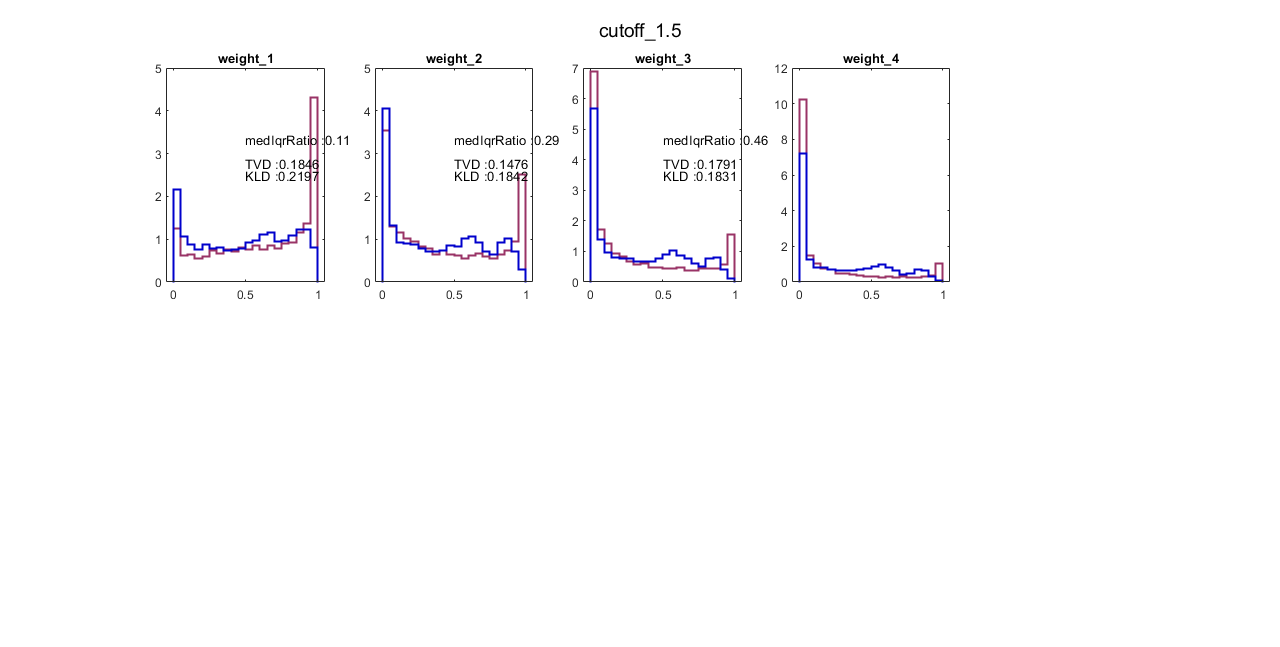 cutoff_1.5
weight_1
5
4
3
2
1
0
0 0.5 1
medIqrRatio :0.11
TVD :0.1846
KLD :0.2197
weight_2
5
4
3
2
1
0
0 0.5 1
medIqrRatio :0.29
TVD :0.1476
KLD :0.1842
weight_3
7
6
5
4
3
2
1
0
0 0.5 1
medIqrRatio :0.46
TVD :0.1791
KLD :0.1831
weight_4
12
10
8
6
4
2
0
0 0.5 1